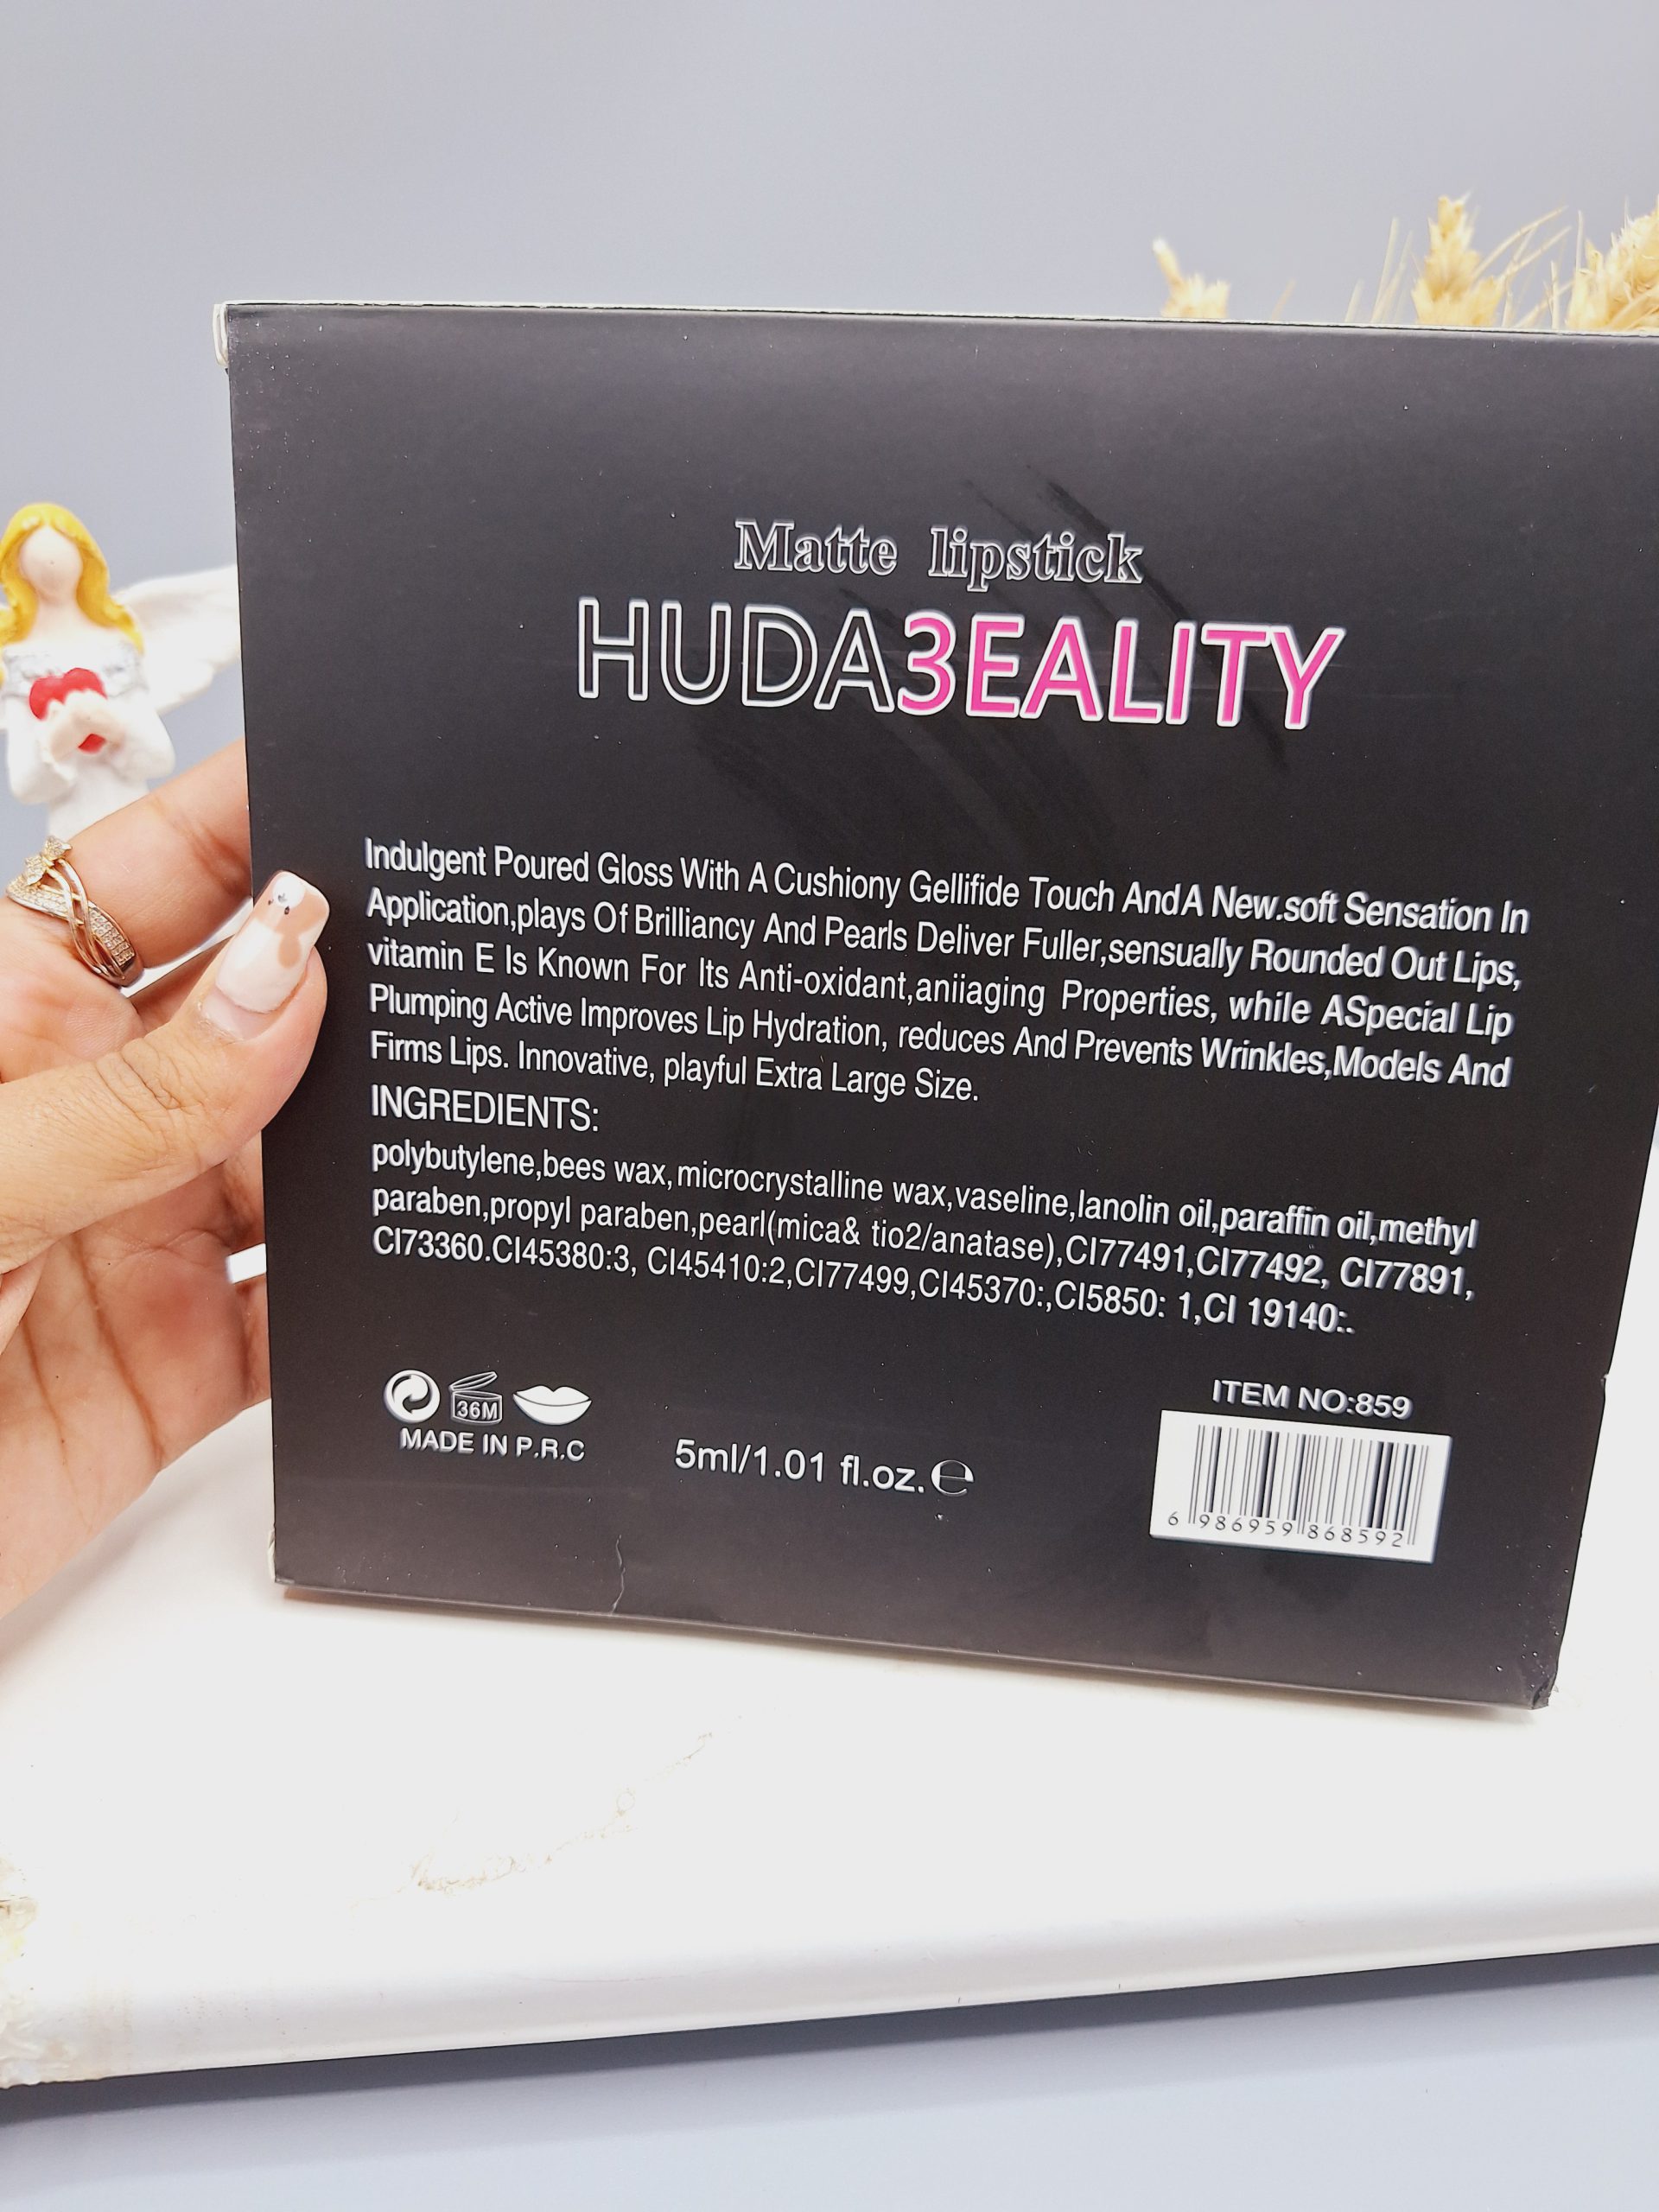 Matte lipstick
HUDA3EALITY
Indulgent Poured Gloss With A Cushiony Gellifide Touch AndA New.soft Sensation In
Application,plays Of Brilliancy And Pearls Deliver Fuller,sensually Rounded Out Lips,
vitamin E Is Known For Its Anti-oxidant,aniiaging Properties, while ASpecial Lip
Plumping Active Improves Lip Hydration, reduces And Prevents Wrinkles,Models And
Firms Lips. Innovative, playful Extra Large Size.
INGREDIENTS:
polybutylene,bees wax,microcrystalline wax,vaseline,lanolin oil,paraffin oil,methyl
paraben,propyl paraben,pearl(mica& tio2/anatase),CI77491,CI77492, CI77891,
CI73360.CI45380:3, CI45410:2,CI77499,CI45370:,CI5850: 1,CI 19140:.
36M
MADE IN P.R.C
5ml/1.01 fl.oz.e
ITEM NO:859
6 986959 868592